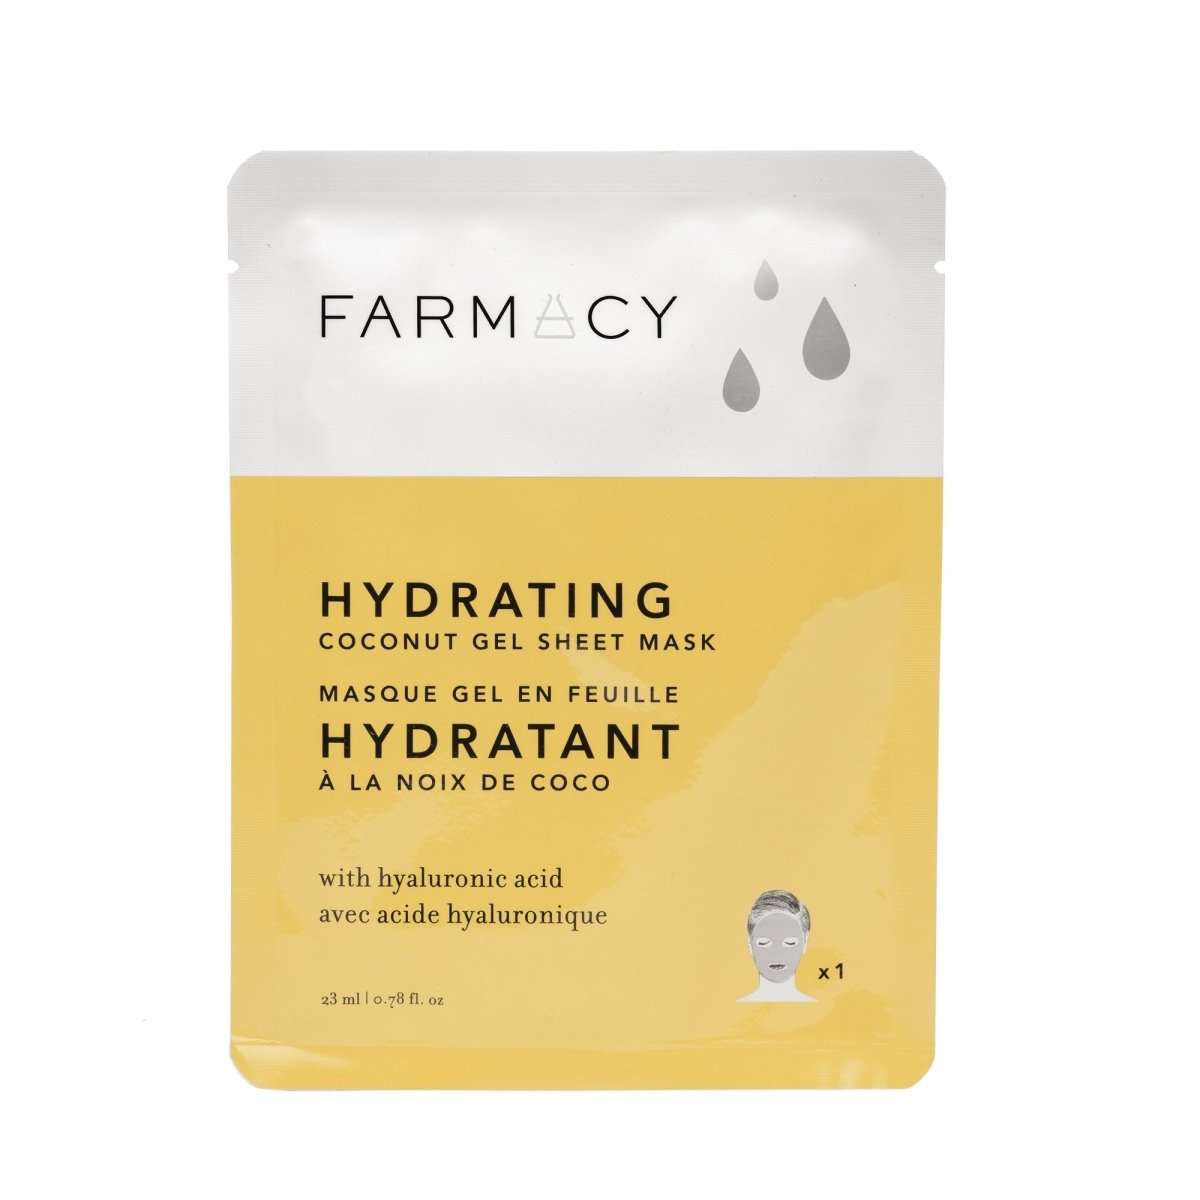 FARMACY
HYDRATING
COCONUT GEL SHEET MASK
MASQUE GEL EN FEUILLE
HYDRATANT
À LA NOIX DE COCO
with hyaluronic acid
avec acide hyaluronique
x 1
23 ml | 0.78 fl. oz